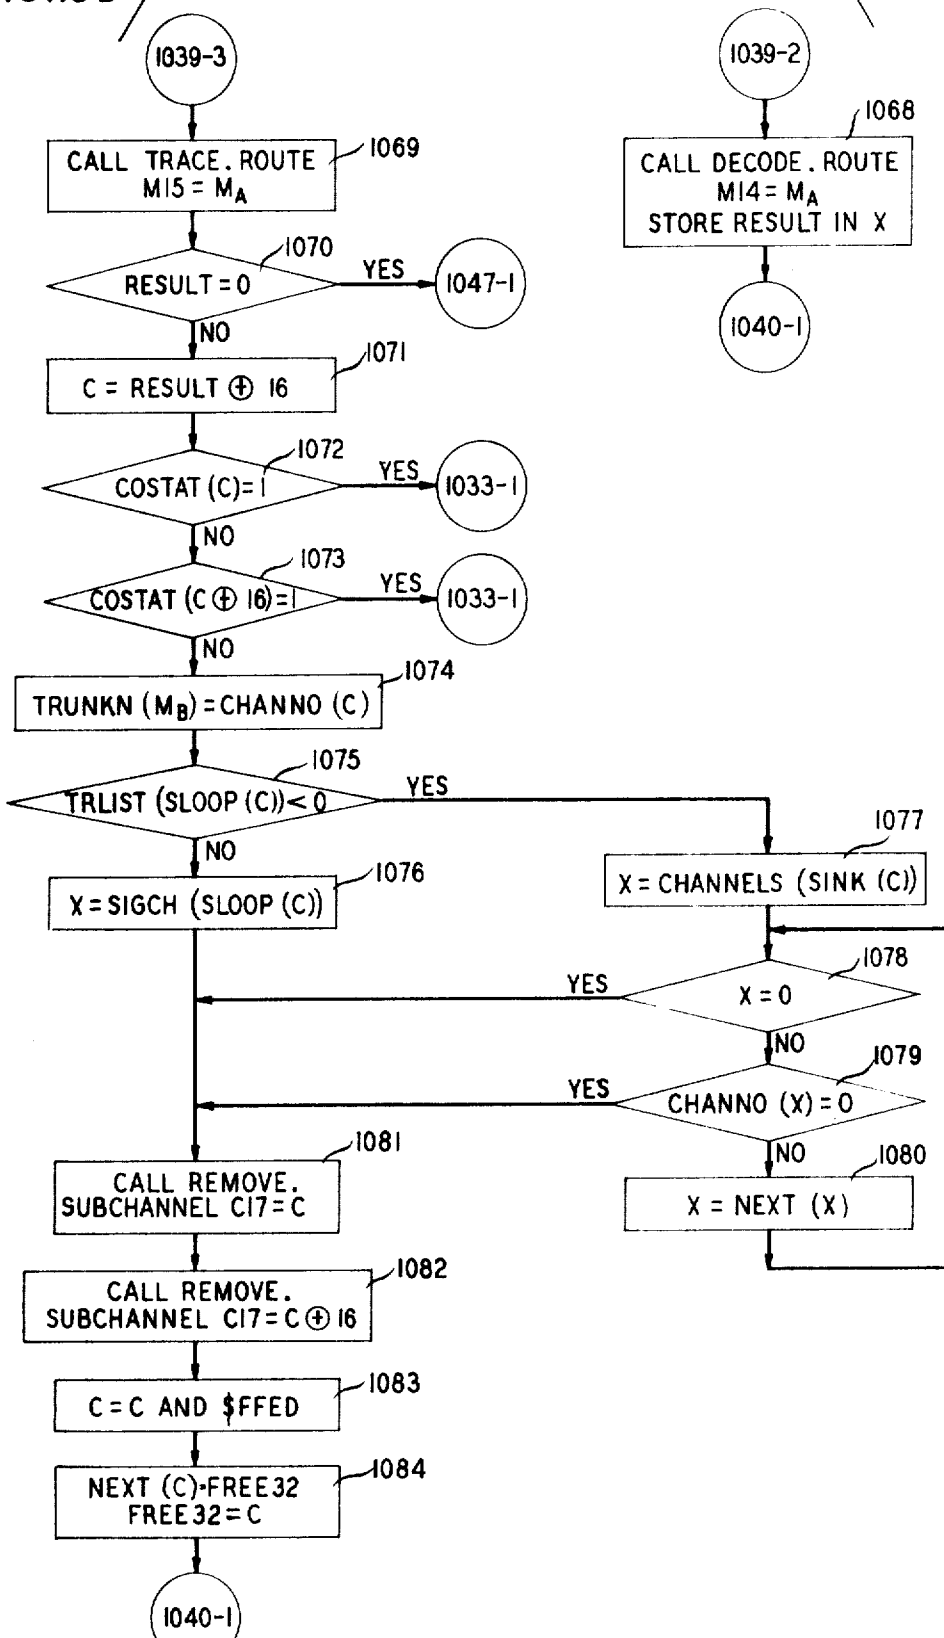 1039-3
1069
CALL TRACE. ROUTE
M15 = MA
1070
RESULT = 0
YES
1047-1
NO
1071
C = RESULT ⊕ 16
1072
COSTAT (C) = 1
YES
1033-1
NO
1073
COSTAT (C ⊕ 16) = 1
YES
1033-1
NO
1074
TRUNKN (MB) = CHANNO (C)
1075
TRLIST (SLOOP (C)) < 0
YES
NO
1076
X = SIGCH (SLOOP (C))
1081
CALL REMOVE.
SUBCHANNEL C17 = C
1082
CALL REMOVE.
SUBCHANNEL C17 = C ⊕ 16
1083
C = C AND $FFED
1084
NEXT (C)=FREE32
FREE32 = C
1040-1
1039-2
1068
CALL DECODE. ROUTE
M14 = MA
STORE RESULT IN X
1040-1
1077
X = CHANNELS (SINK (C))
1078
X = 0
YES
NO
1079
CHANNO (X) = 0
YES
NO
1080
X = NEXT (X)